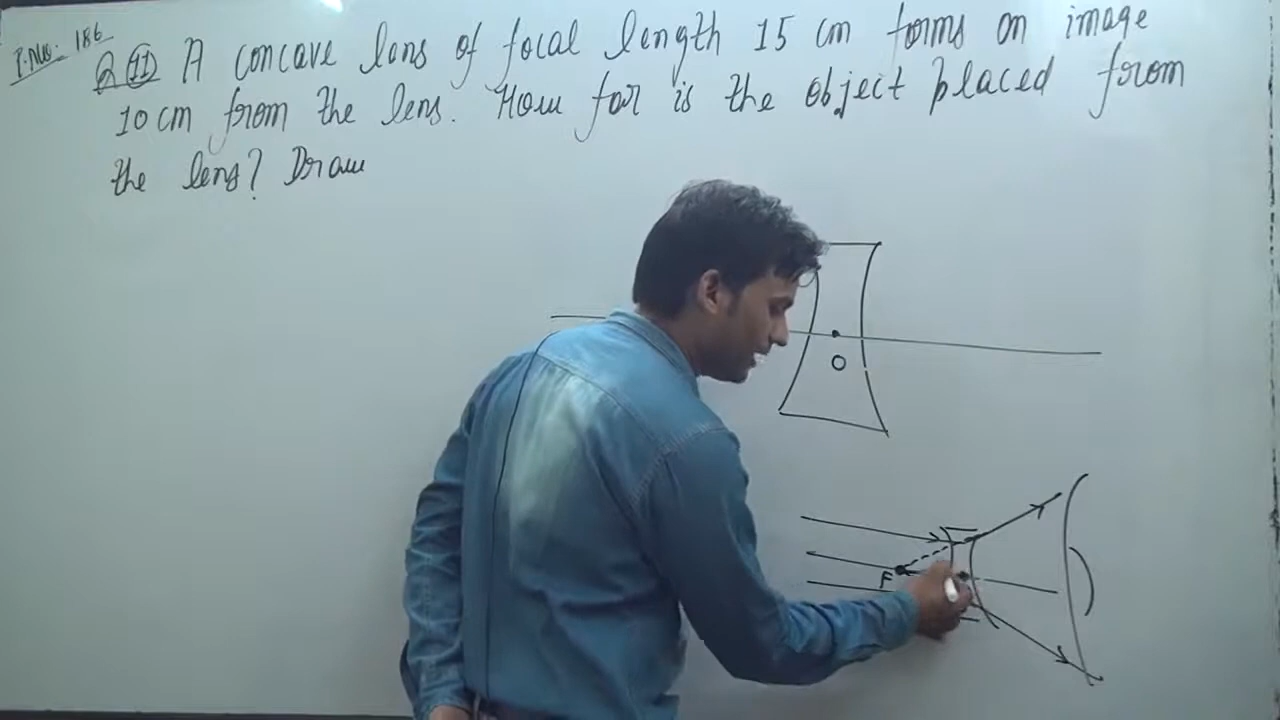 P.No: 186
Q 11 A concave lens of focal length 15 cm forms an image
10 cm from the lens. How far is the object placed from
the lens? Draw
O
F